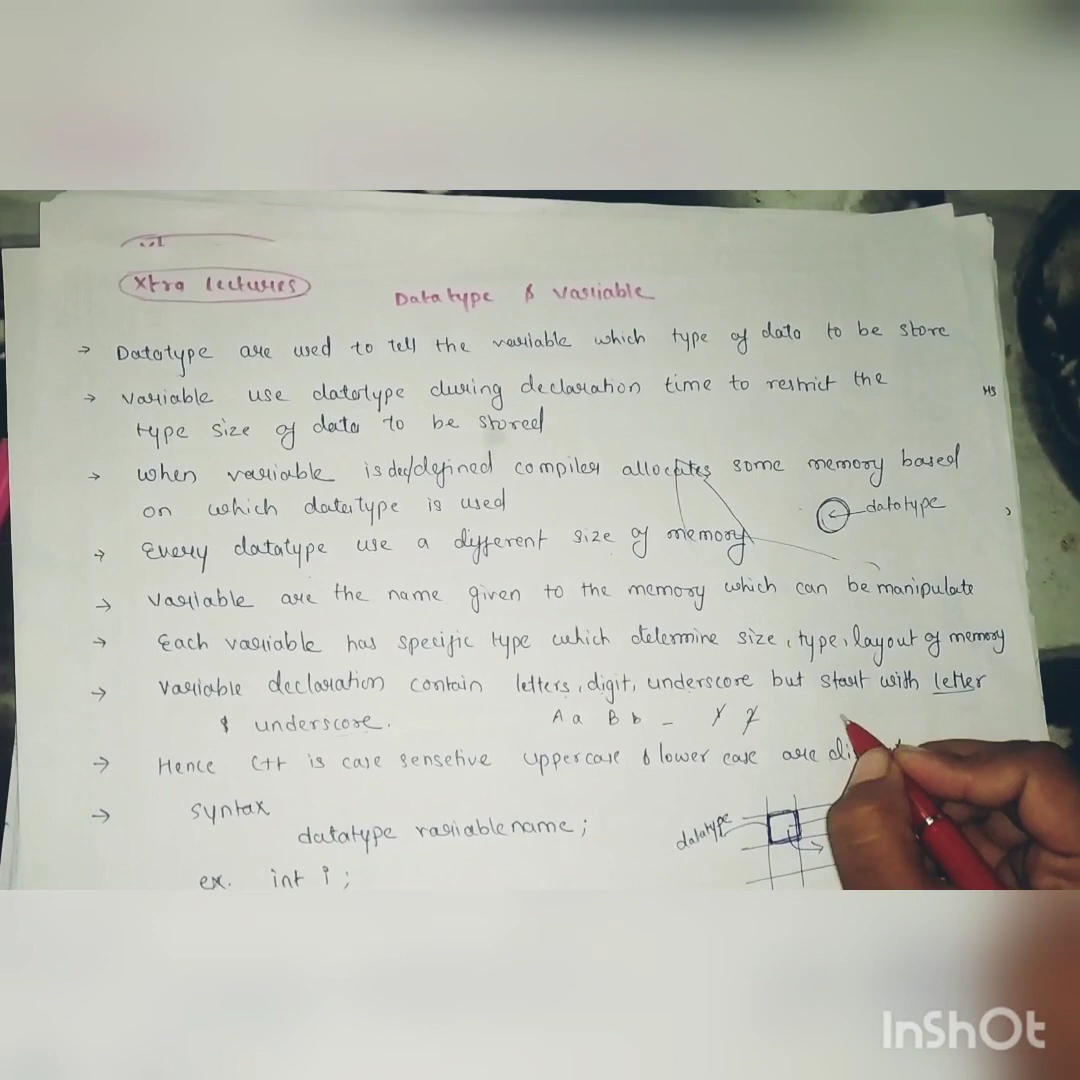 Xtra lectures
Datatype & variable
→ Datatype are used to tell the variable which type of data to be store
→ variable use datatype during declaration time to restrict the
type size of data to be stored
MS
→ when variable is dec/defined compiler allocates some memory based
on which datatype is used
datatype
→ Every datatype use a different size of memory
→ variable are the name given to the memory which can be manipulate
→ Each variable has specific type which determine size, type, layout of memory
→ variable declaration contain letters, digit, underscore but start with letter
& underscore.
A a B b _
→ Hence C++ is case sensetive uppercase & lower case are
→ syntax
datatype variable name;
datatype
ex. int i;
InShOt